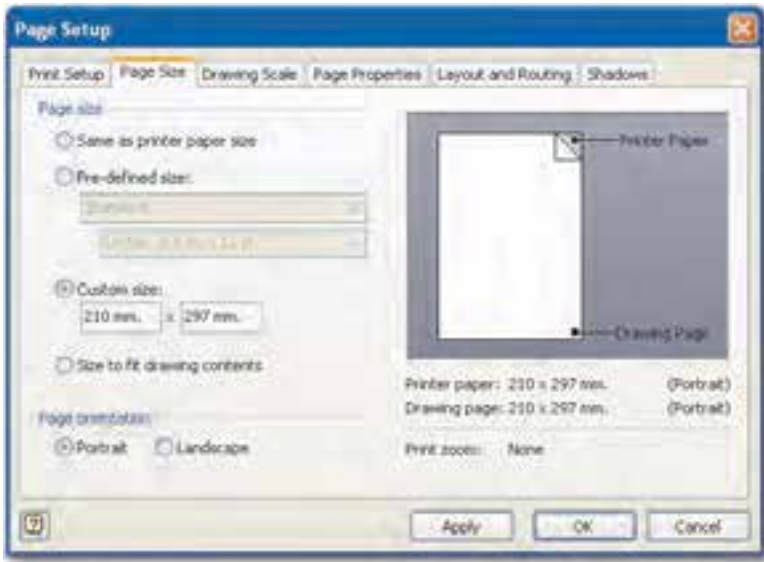 Page Setup
Print Setup Page Size Drawing Scale Page Properties Layout and Routing Shadows
Page size
Same as printer paper size
Pre-defined size:
Standard
Custom size:
210 mm. x 297 mm.
Size to fit drawing contents
Page orientation
Portrait Landscape
Printer Paper
Drawing Page
Printer paper: 210 x 297 mm. (Portrait)
Drawing page: 210 x 297 mm. (Portrait)
Print zoom: None
Apply OK Cancel